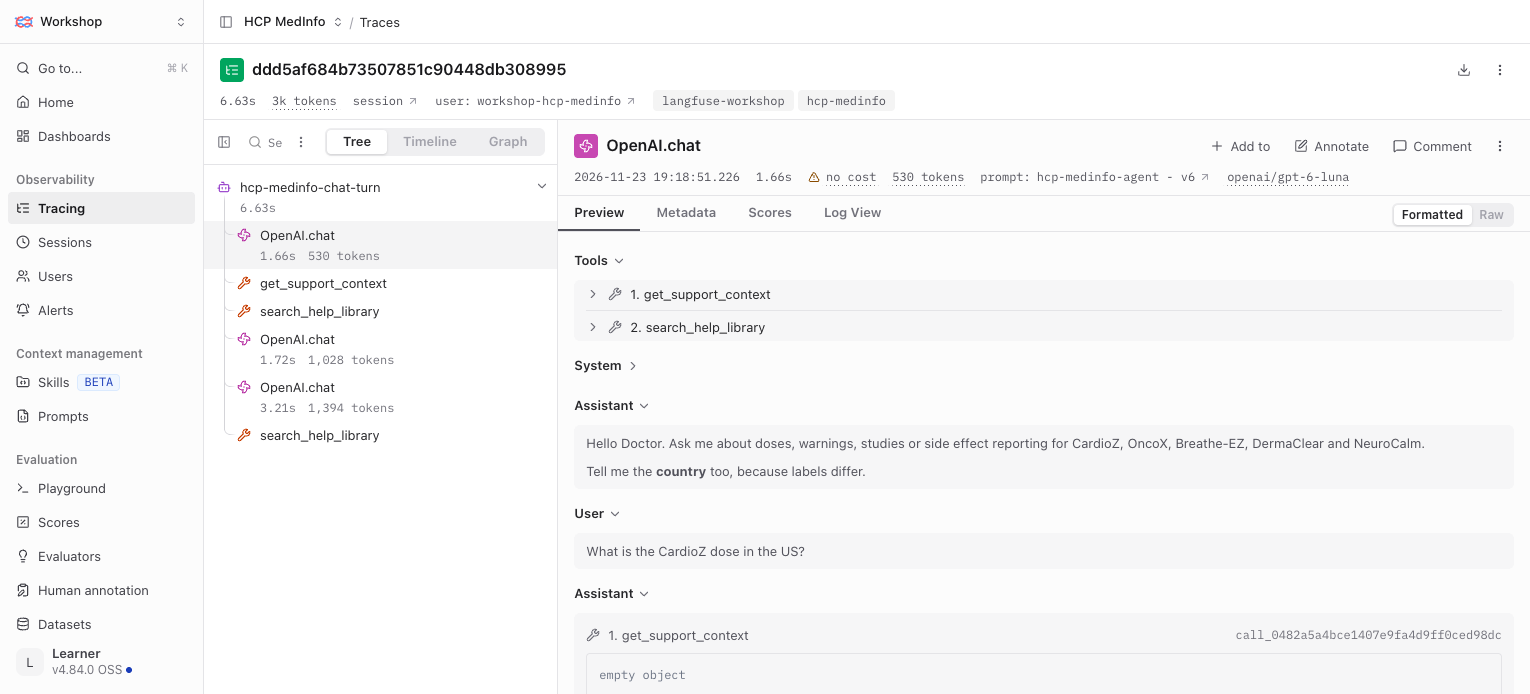 Workshop
HCP MedInfo / Traces
Go to... ⌘ K
Home
Dashboards
Observability
Tracing
Sessions
Users
Alerts
Context management
Skills BETA
Prompts
Evaluation
Playground
Scores
Evaluators
Human annotation
Datasets
L
Learner
v4.84.0 OSS
ddd5af684b73507851c90448db308995
6.63s 3k tokens session ↗ user: workshop-hcp-medinfo ↗ langfuse-workshop hcp-medinfo
Se Tree Timeline Graph
hcp-medinfo-chat-turn
6.63s
OpenAI.chat
1.66s 530 tokens
get_support_context
search_help_library
OpenAI.chat
1.72s 1,028 tokens
OpenAI.chat
3.21s 1,394 tokens
search_help_library
OpenAI.chat
Add to Annotate Comment
2026-11-23 19:18:51.226 1.66s no cost 530 tokens prompt: hcp-medinfo-agent - v6 ↗ openai/gpt-6-luna
Preview Metadata Scores Log View Formatted Raw
Tools
1. get_support_context
2. search_help_library
System
Assistant
Hello Doctor. Ask me about doses, warnings, studies or side effect reporting for CardioZ, OncoX, Breathe-EZ, DermaClear and NeuroCalm.
Tell me the country too, because labels differ.
User
What is the CardioZ dose in the US?
Assistant
1. get_support_context call_0482a5a4bce1407e9fa4d9ff0ced98dc
empty object